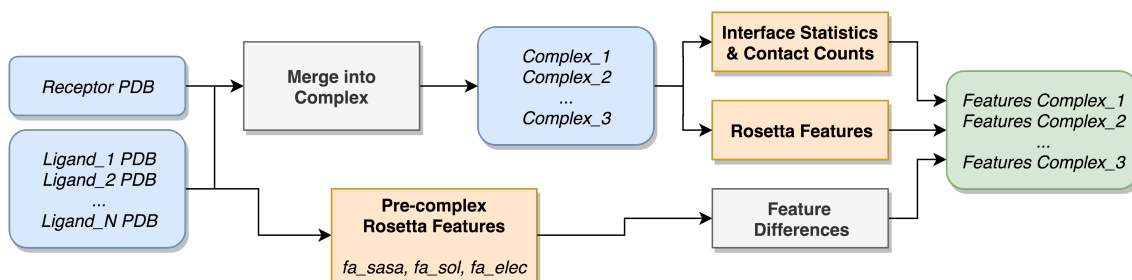 Receptor PDB
Ligand_1 PDB
Ligand_2 PDB
...
Ligand_N PDB
Merge into
Complex
Complex_1
Complex_2
...
Complex_3
Pre-complex
Rosetta Features
fa_sasa, fa_sol, fa_elec
Interface Statistics
& Contact Counts
Rosetta Features
Feature
Differences
Features Complex_1
Features Complex_2
...
Features Complex_3